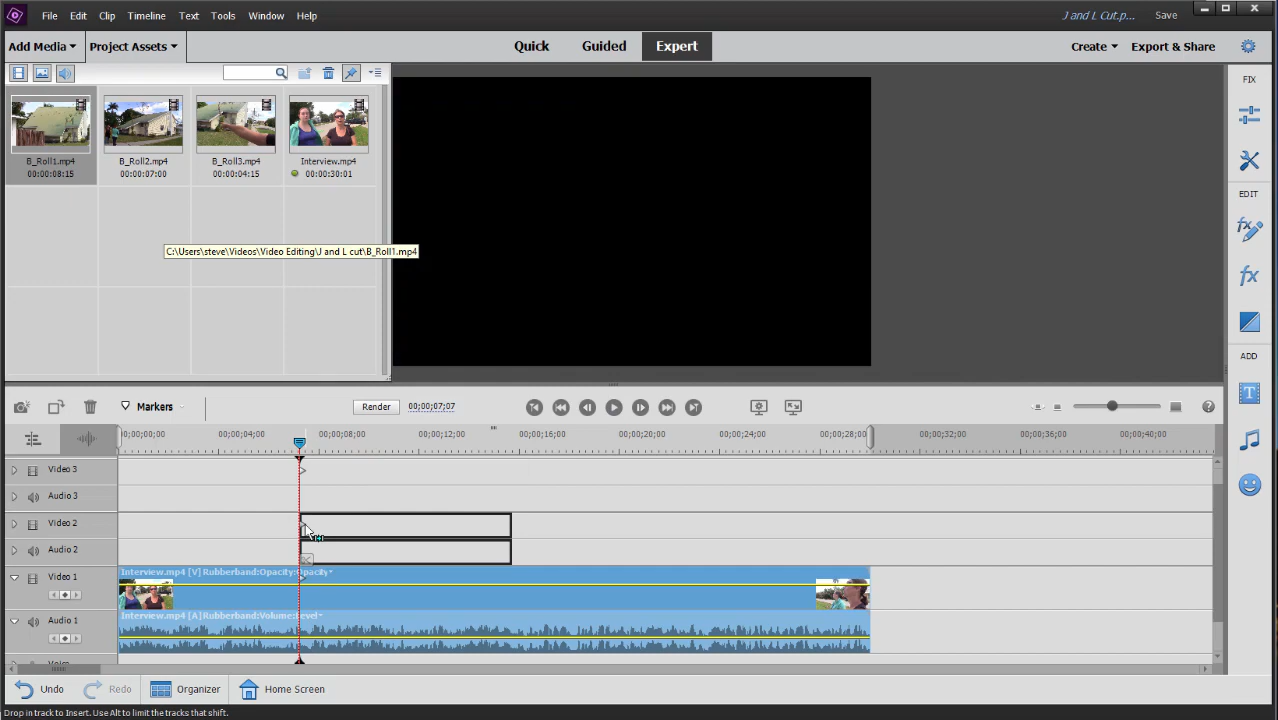 File Edit Clip Timeline Text Tools Window Help
J and L Cut.p... Save
Add Media Project Assets
Quick Guided Expert
Create Export & Share
FIX
B_Roll1.mp4 B_Roll2.mp4 B_Roll3.mp4 Interview.mp4
00:00:08:15 00:00:07:00 00:00:04:15 00:00:30:01
EDIT
C:\Users\steve\Videos\Video Editing\J and L cut\B_Roll1.mp4
ADD
Markers Render 00;00;07;07
;00;00;00 00;00;04;00 00;00;08;00 00;00;12;00 00;00;16;00 00;00;20;00 00;00;24;00 00;00;28;00 00;00;32;00 00;00;36;00 00;00;40;00
Video 3
Audio 3
Video 2
Audio 2
Interview.mp4 [V] Rubberband:Opacity:Opacity
Video 1
Interview.mp4 [A] Rubberband:Volume:Level
Audio 1
Undo Redo Organizer Home Screen
Drop in track to Insert. Use Alt to limit the tracks that shift.